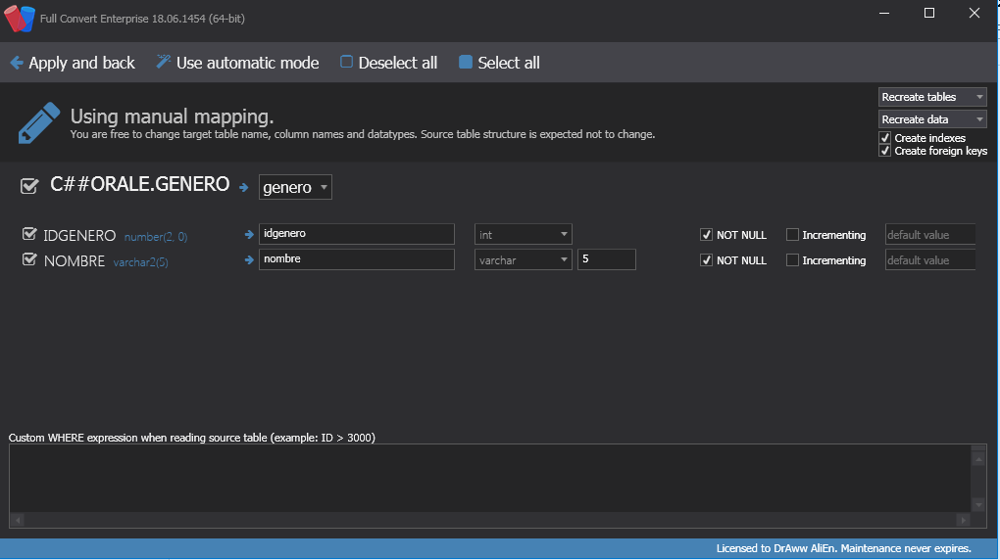 Full Convert Enterprise 18.06.1454 (64-bit)
Apply and back Use automatic mode Deselect all Select all
Using manual mapping.
You are free to change target table name, column names and datatypes. Source table structure is expected not to change.
Recreate tables
Recreate data
Create indexes
Create foreign keys
C##ORALE.GENERO genero
IDGENERO number(2, 0) idgenero int NOT NULL Incrementing default value
NOMBRE varchar2(5) nombre varchar 5 NOT NULL Incrementing default value
Custom WHERE expression when reading source table (example: ID > 3000)
Licensed to DrAww AliEn. Maintenance never expires.